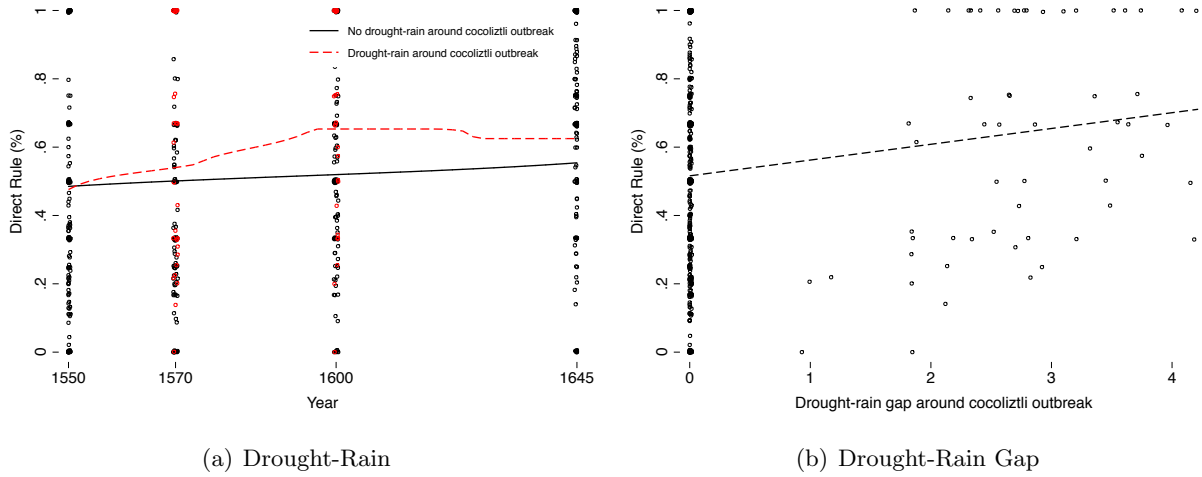 Direct Rule (%)
1
.8
.6
.4
.2
0
No drought-rain around cocoliztli outbreak
Drought-rain around cocoliztli outbreak
1550
1570
1600
1645
Year
(a) Drought-Rain
Direct Rule (%)
1
.8
.6
.4
.2
0
0
1
2
3
4
Drought-rain gap around cocoliztli outbreak
(b) Drought-Rain Gap